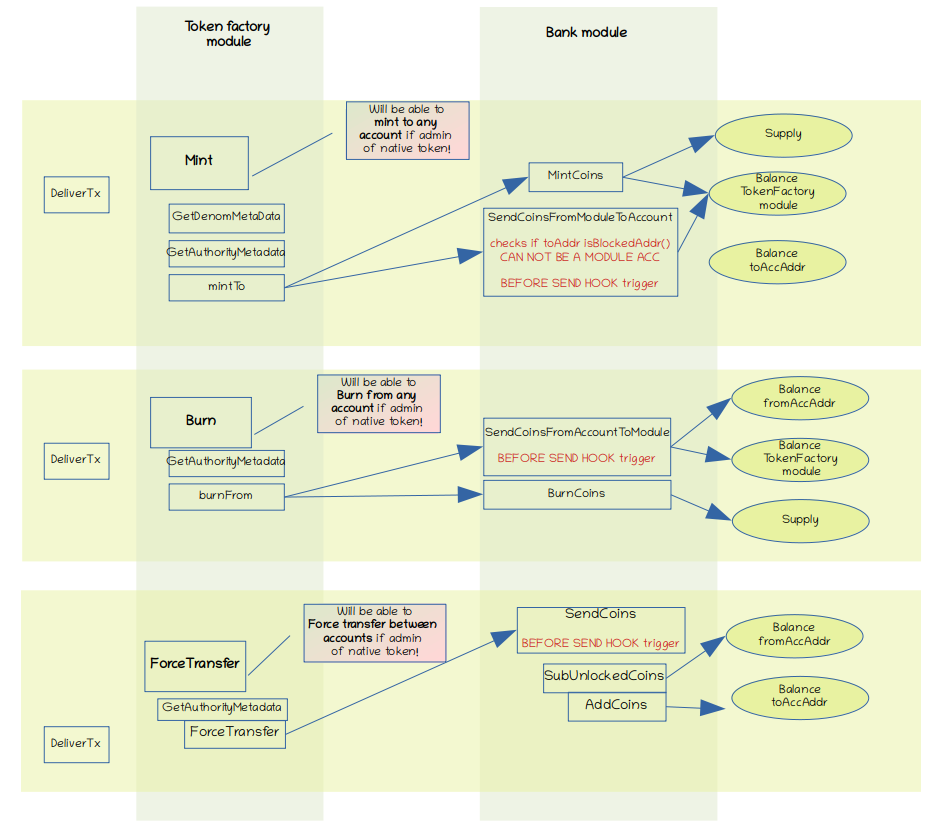 Token factory
module
Bank module
Will be able to
mint to any
account if admin
of native token!
Mint
DeliverTx
GetDenomMetaData
GetAuthorityMetadata
mintTo
MintCoins
SendCoinsFromModuleToAccount
checks if toAddr isBlockedAddr()
CAN NOT BE A MODULE ACC
BEFORE SEND HOOK trigger
Supply
Balance
TokenFactory
module
Balance
toAccAddr
Will be able to
Burn from any
account if admin
of native token!
Burn
DeliverTx
GetAuthorityMetadata
burnFrom
SendCoinsFromAccountToModule
BEFORE SEND HOOK trigger
BurnCoins
Balance
fromAccAddr
Balance
TokenFactory
module
Supply
Will be able to
Force transfer between
accounts if admin
of native token!
ForceTransfer
GetAuthorityMetadata
ForceTransfer
DeliverTx
SendCoins
BEFORE SEND HOOK trigger
SubUnlockedCoins
AddCoins
Balance
fromAccAddr
Balance
toAccAddr